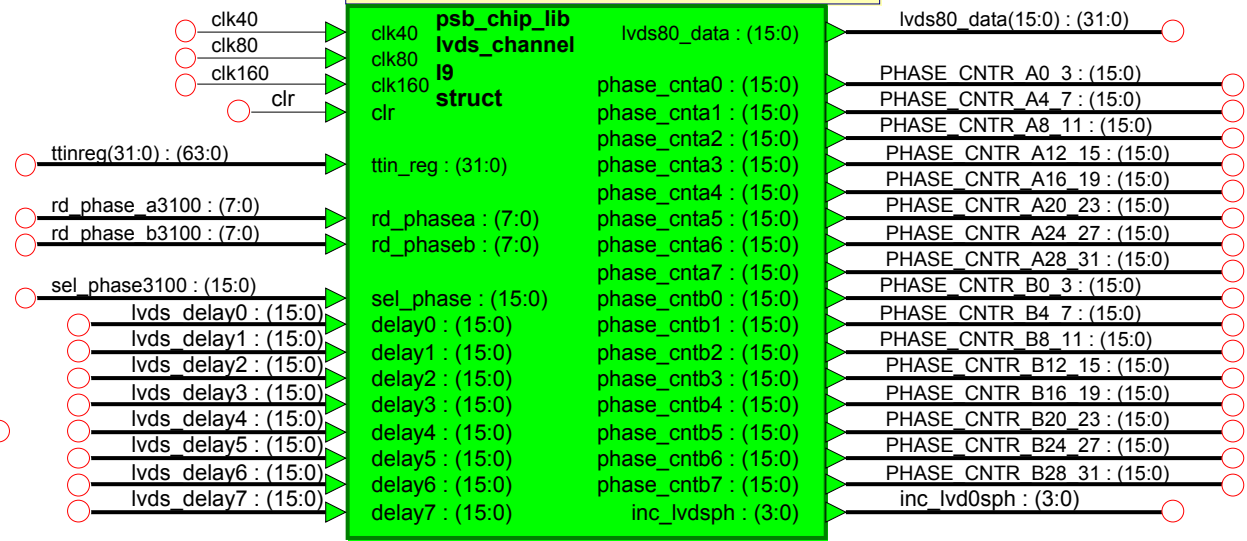 clk40
clk80
clk160
clr
ttinreg(31:0) : (63:0)
rd_phase_a3100 : (7:0)
rd_phase_b3100 : (7:0)
sel_phase3100 : (15:0)
lvds_delay0 : (15:0)
lvds_delay1 : (15:0)
lvds_delay2 : (15:0)
lvds_delay3 : (15:0)
lvds_delay4 : (15:0)
lvds_delay5 : (15:0)
lvds_delay6 : (15:0)
lvds_delay7 : (15:0)
psb_chip_lib
lvds_channel
I9
struct
clk40
clk80
clk160
clr
ttin_reg : (31:0)
rd_phasea : (7:0)
rd_phaseb : (7:0)
sel_phase : (15:0)
delay0 : (15:0)
delay1 : (15:0)
delay2 : (15:0)
delay3 : (15:0)
delay4 : (15:0)
delay5 : (15:0)
delay6 : (15:0)
delay7 : (15:0)
lvds80_data : (15:0)
phase_cnta0 : (15:0)
phase_cnta1 : (15:0)
phase_cnta2 : (15:0)
phase_cnta3 : (15:0)
phase_cnta4 : (15:0)
phase_cnta5 : (15:0)
phase_cnta6 : (15:0)
phase_cnta7 : (15:0)
phase_cntb0 : (15:0)
phase_cntb1 : (15:0)
phase_cntb2 : (15:0)
phase_cntb3 : (15:0)
phase_cntb4 : (15:0)
phase_cntb5 : (15:0)
phase_cntb6 : (15:0)
phase_cntb7 : (15:0)
inc_lvdsph : (3:0)
lvds80_data(15:0) : (31:0)
PHASE_CNTR_A0_3 : (15:0)
PHASE_CNTR_A4_7 : (15:0)
PHASE_CNTR_A8_11 : (15:0)
PHASE_CNTR_A12_15 : (15:0)
PHASE_CNTR_A16_19 : (15:0)
PHASE_CNTR_A20_23 : (15:0)
PHASE_CNTR_A24_27 : (15:0)
PHASE_CNTR_A28_31 : (15:0)
PHASE_CNTR_B0_3 : (15:0)
PHASE_CNTR_B4_7 : (15:0)
PHASE_CNTR_B8_11 : (15:0)
PHASE_CNTR_B12_15 : (15:0)
PHASE_CNTR_B16_19 : (15:0)
PHASE_CNTR_B20_23 : (15:0)
PHASE_CNTR_B24_27 : (15:0)
PHASE_CNTR_B28_31 : (15:0)
inc_lvd0sph : (3:0)